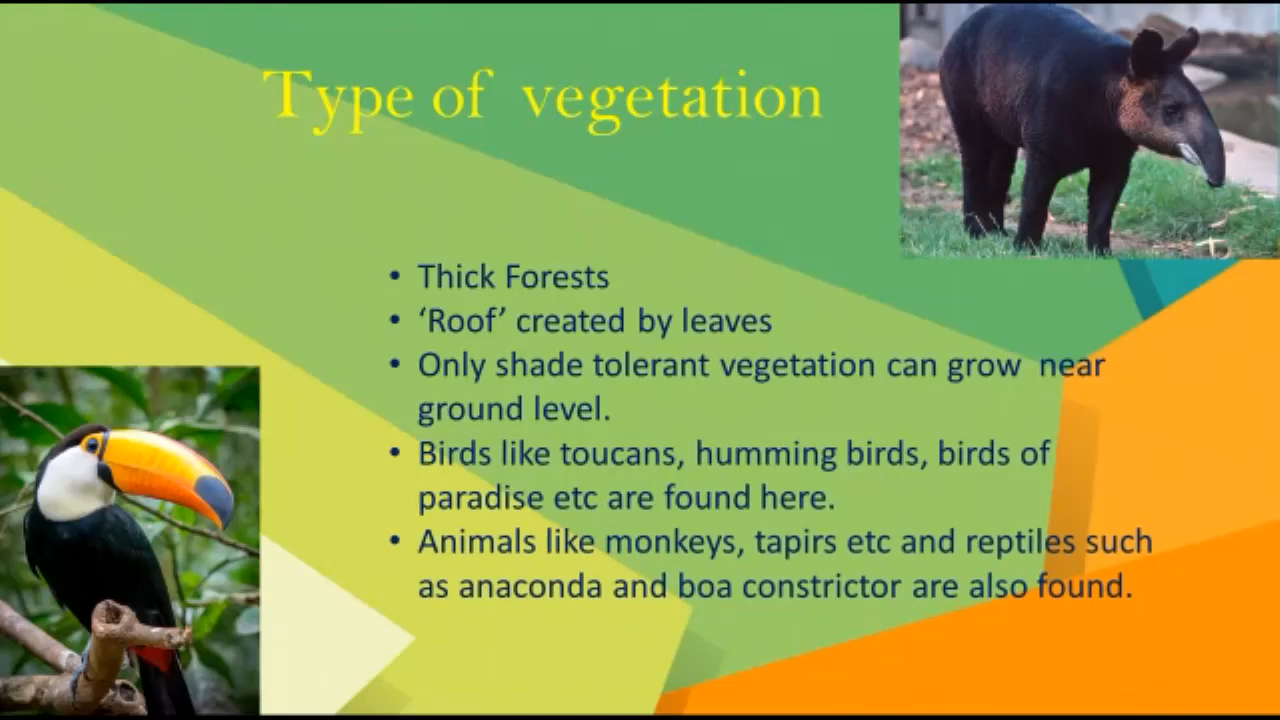 Type of vegetation
• Thick Forests
• ‘Roof’ created by leaves
• Only shade tolerant vegetation can grow near
ground level.
• Birds like toucans, humming birds, birds of
paradise etc are found here.
• Animals like monkeys, tapirs etc and reptiles such
as anaconda and boa constrictor are also found.